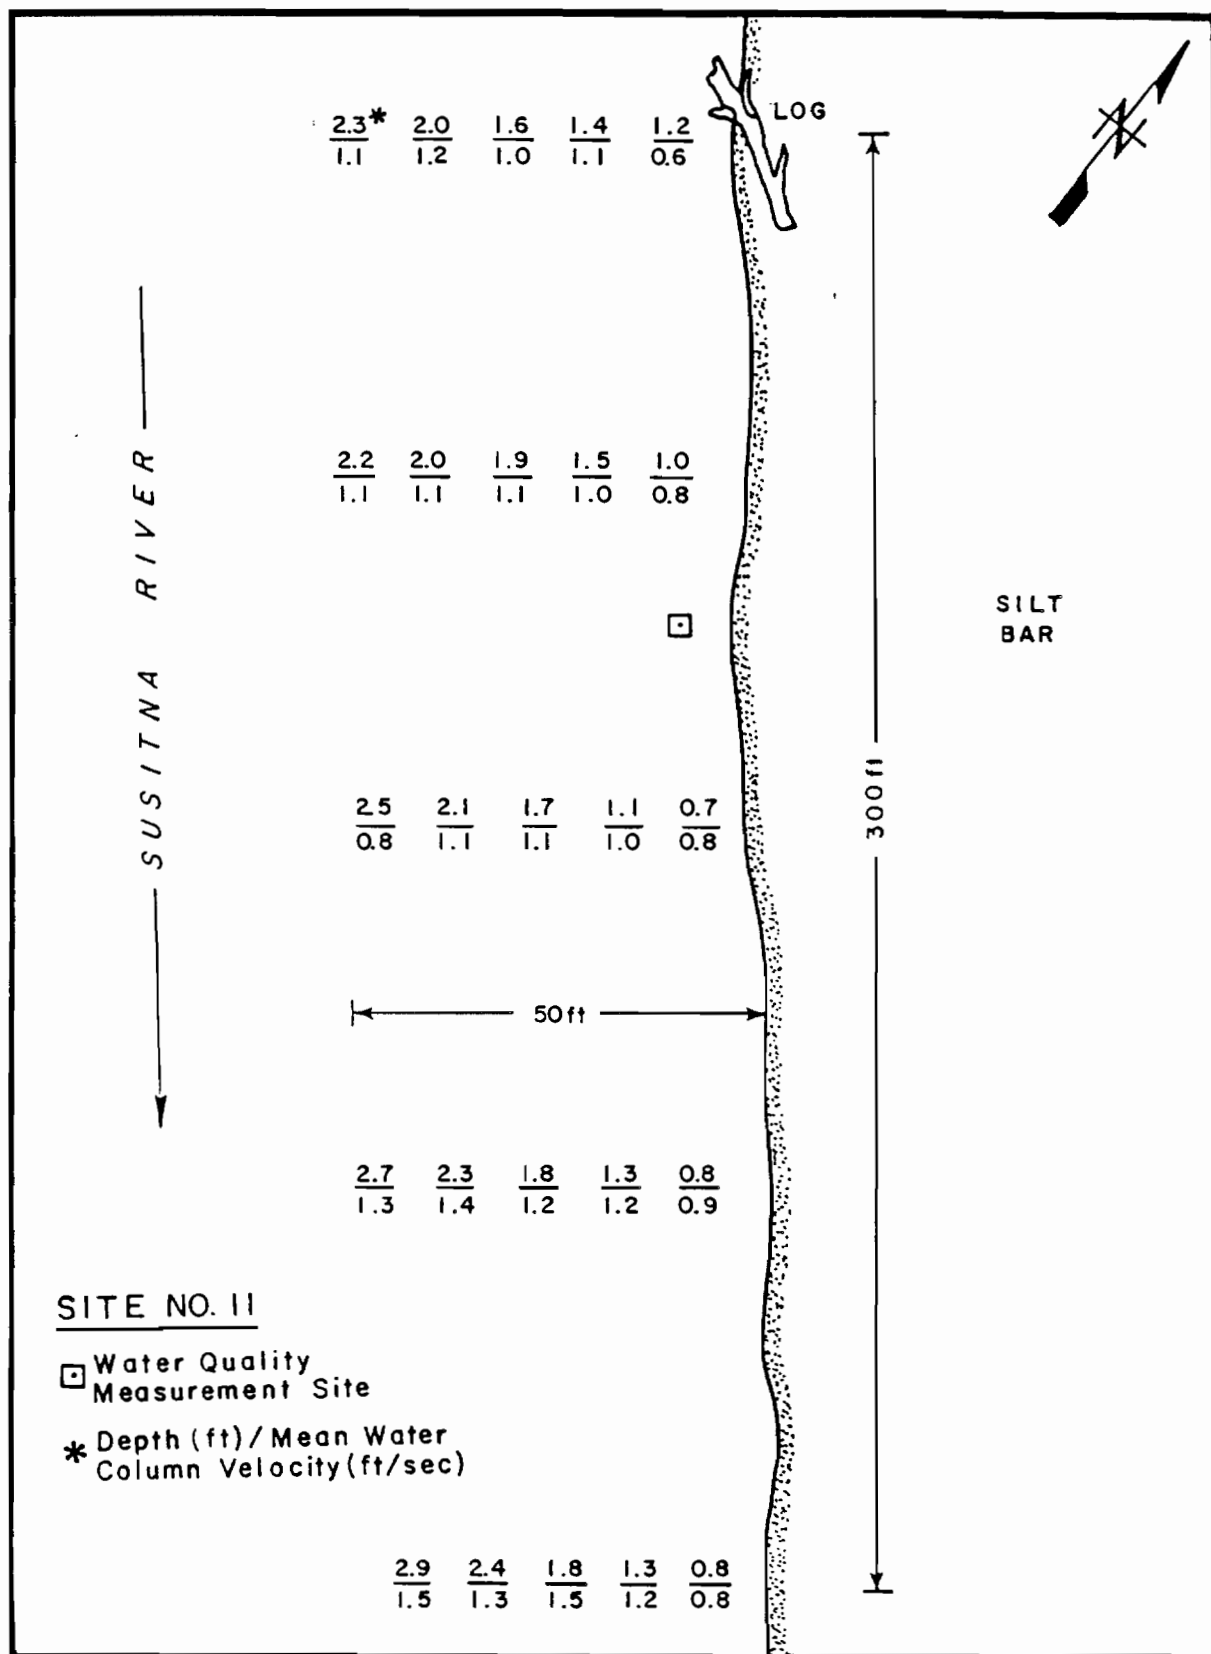 LOG
2.3* 2.0 1.6 1.4 1.2
1.1 1.2 1.0 1.1 0.6
N
2.2 2.0 1.9 1.5 1.0
1.1 1.1 1.1 1.0 0.8
SUSITNA RIVER
SILT
BAR
2.5 2.1 1.7 1.1 0.7
0.8 1.1 1.1 1.0 0.8
300ft
50ft
2.7 2.3 1.8 1.3 0.8
1.3 1.4 1.2 1.2 0.9
SITE NO. 11
Water Quality
Measurement Site
* Depth (ft) / Mean Water
Column Velocity (ft/sec)
2.9 2.4 1.8 1.3 0.8
1.5 1.3 1.5 1.2 0.8